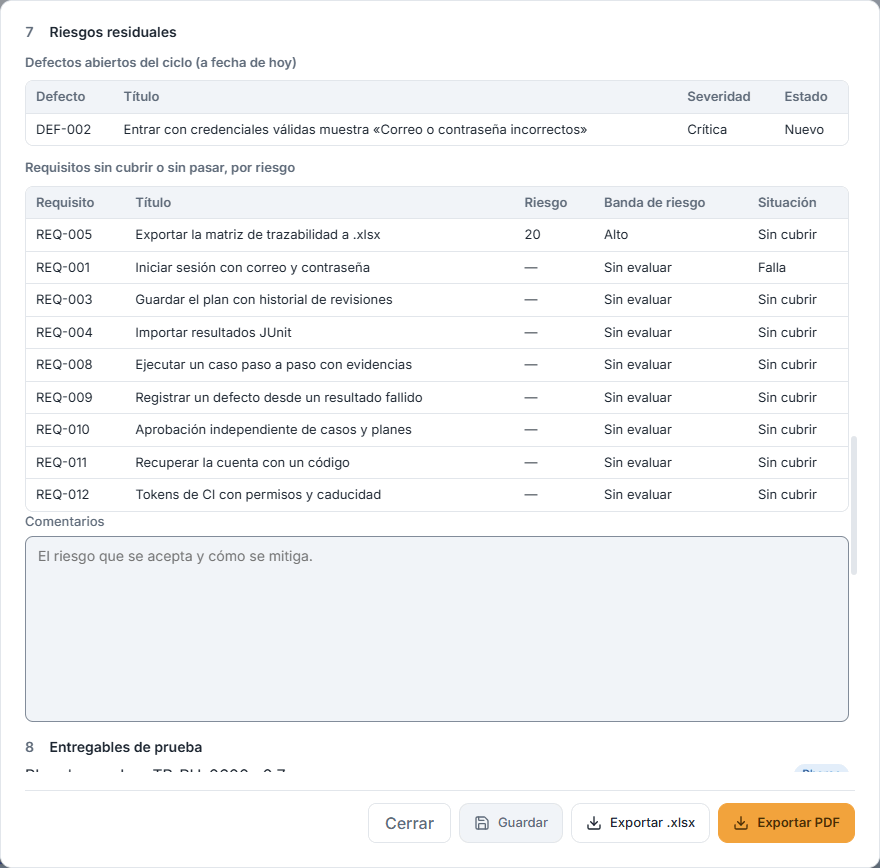 7 Riesgos residuales
Defectos abiertos del ciclo (a fecha de hoy)
Defecto Título Severidad Estado
DEF-002 Entrar con credenciales válidas muestra «Correo o contraseña incorrectos» Crítica Nuevo
Requisitos sin cubrir o sin pasar, por riesgo
Requisito Título Riesgo Banda de riesgo Situación
REQ-005 Exportar la matriz de trazabilidad a .xlsx 20 Alto Sin cubrir
REQ-001 Iniciar sesión con correo y contraseña — Sin evaluar Falla
REQ-003 Guardar el plan con historial de revisiones — Sin evaluar Sin cubrir
REQ-004 Importar resultados JUnit — Sin evaluar Sin cubrir
REQ-008 Ejecutar un caso paso a paso con evidencias — Sin evaluar Sin cubrir
REQ-009 Registrar un defecto desde un resultado fallido — Sin evaluar Sin cubrir
REQ-010 Aprobación independiente de casos y planes — Sin evaluar Sin cubrir
REQ-011 Recuperar la cuenta con un código — Sin evaluar Sin cubrir
REQ-012 Tokens de CI con permisos y caducidad — Sin evaluar Sin cubrir
Comentarios
El riesgo que se acepta y cómo se mitiga.
8 Entregables de prueba
Cerrar Guardar Exportar .xlsx Exportar PDF